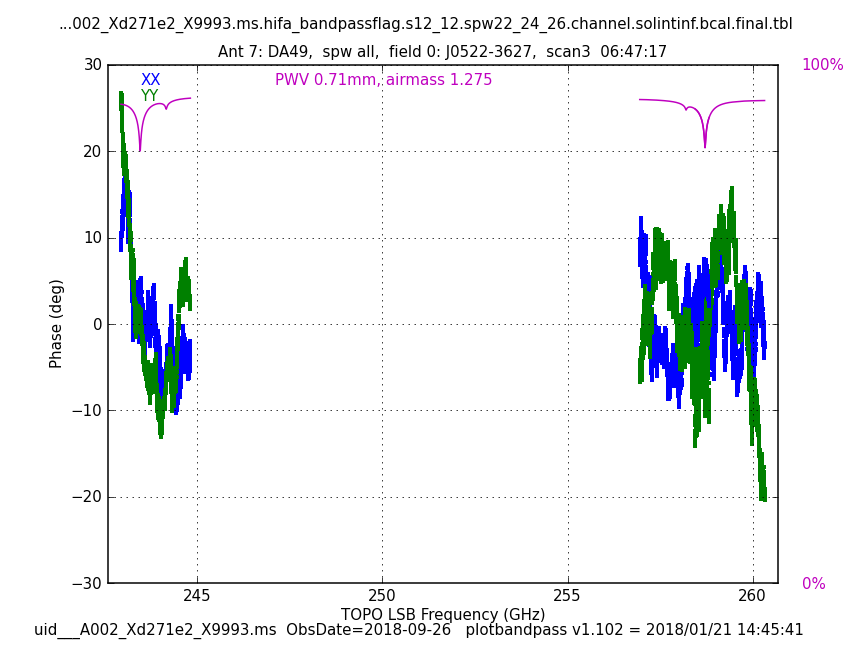 ...002_Xd271e2_X9993.ms.hifa_bandpassflag.s12_12.spw22_24_26.channel.solintinf.bcal.final.tbl
Ant 7: DA49,  spw all,  field 0: J0522-3627,  scan3  06:47:17
30
100%
XX
PWV 0.71mm, airmass 1.275
YY
20
10
Phase (deg)
0
−10
−20
−30
0%
245
250
255
260
TOPO LSB Frequency (GHz)
uid___A002_Xd271e2_X9993.ms  ObsDate=2018-09-26   plotbandpass v1.102 = 2018/01/21 14:45:41